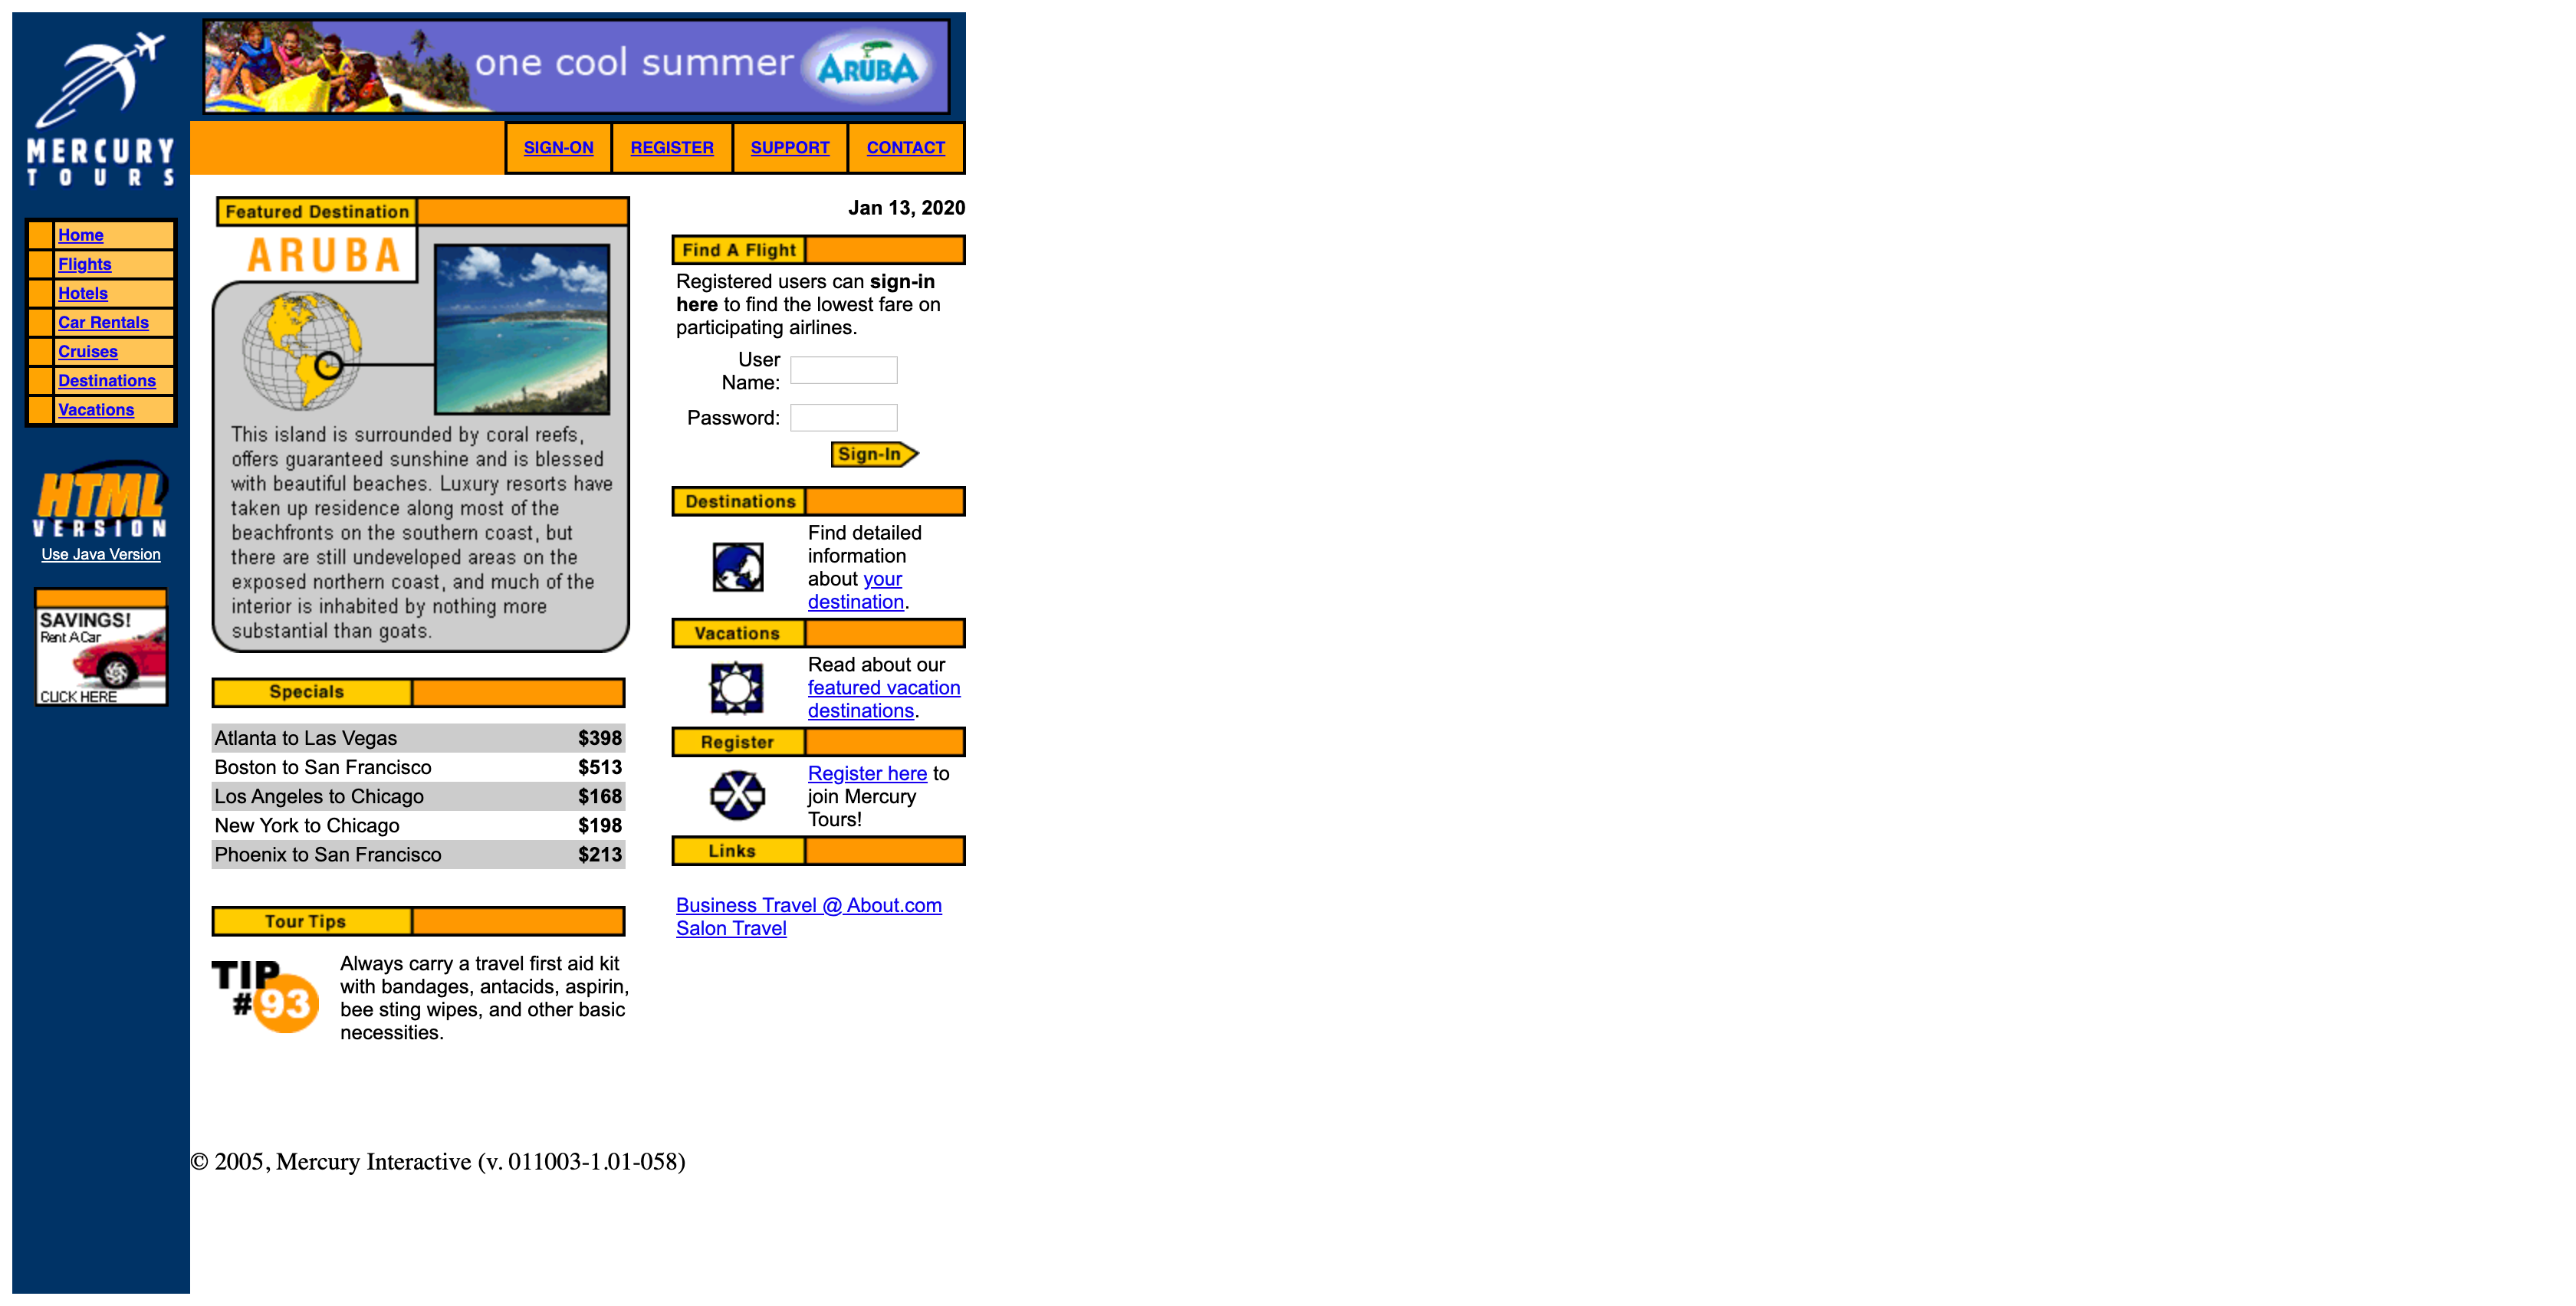 MERCURY
TOURS
one cool summer
ARUBA
SIGN-ON
REGISTER
SUPPORT
CONTACT
Home
Flights
Hotels
Car Rentals
Cruises
Destinations
Vacations
HTML
VERSION
Use Java Version
SAVINGS!
Rent A Car
CLICK HERE
Featured Destination
ARUBA
This island is surrounded by coral reefs,
offers guaranteed sunshine and is blessed
with beautiful beaches. Luxury resorts have
taken up residence along most of the
beachfronts on the southern coast, but
there are still undeveloped areas on the
exposed northern coast, and much of the
interior is inhabited by nothing more
substantial than goats.
Specials
Atlanta to Las Vegas $398
Boston to San Francisco $513
Los Angeles to Chicago $168
New York to Chicago $198
Phoenix to San Francisco $213
Tour Tips
TIP
#93
Always carry a travel first aid kit
with bandages, antacids, aspirin,
bee sting wipes, and other basic
necessities.
Jan 13, 2020
Find A Flight
Registered users can sign-in
here to find the lowest fare on
participating airlines.
User
Name:
Password:
Sign-In
Destinations
Find detailed
information
about your
destination.
Vacations
Read about our
featured vacation
destinations.
Register
Register here to
join Mercury
Tours!
Links
Business Travel @ About.com
Salon Travel
© 2005, Mercury Interactive (v. 011003-1.01-058)